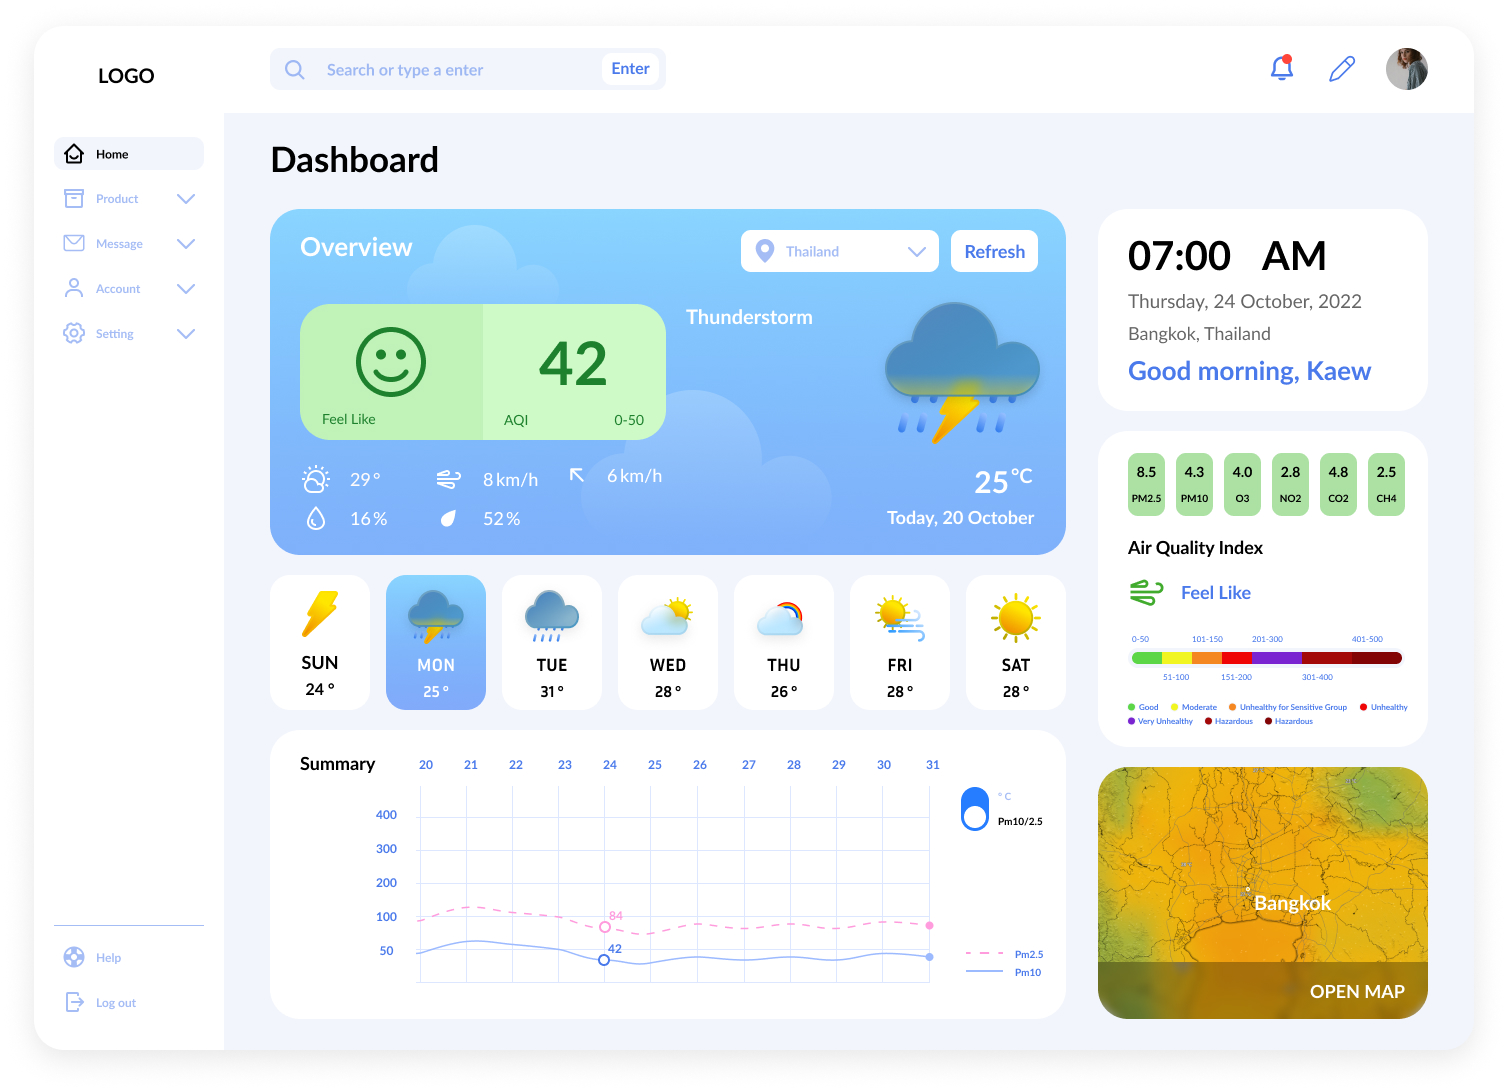 LOGO
Search or type a enter
Enter
Home
Product
Message
Account
Setting
Help
Log out
Dashboard
Overview
Thailand
Refresh
Feel Like
42
AQI
0-50
Thunderstorm
29°
8 km/h
6 km/h
16%
52%
25°C
Today, 20 October
SUN
24 °
MON
25 °
TUE
31 °
WED
28 °
THU
26 °
FRI
28 °
SAT
28 °
Summary
20 21 22 23 24 25 26 27 28 29 30 31
400
300
200
100
50
84
42
° C
Pm10/2.5
Pm2.5
Pm10
07:00 AM
Thursday, 24 October, 2022
Bangkok, Thailand
Good morning, Kaew
8.5 4.3 4.0 2.8 4.8 2.5
PM2.5 PM10 O3 NO2 CO2 CH4
Air Quality Index
Feel Like
0-50 101-150 201-300 401-500
51-100 151-200 301-400
Good Moderate Unhealthy for Sensitive Group Unhealthy
Very Unhealthy Hazardous Hazardous
Bangkok
OPEN MAP